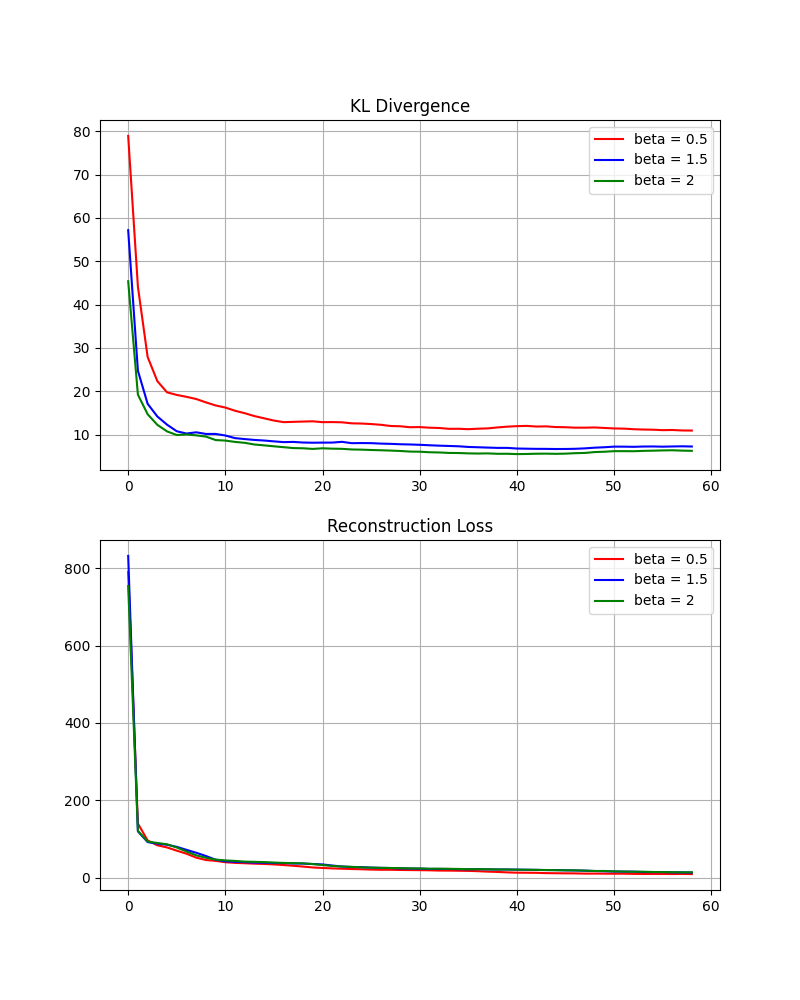 KL Divergence
80
70
60
50
40
30
20
10
beta = 0.5
beta = 1.5
beta = 2
0 10 20 30 40 50 60
Reconstruction Loss
800
600
400
200
0
beta = 0.5
beta = 1.5
beta = 2
0 10 20 30 40 50 60